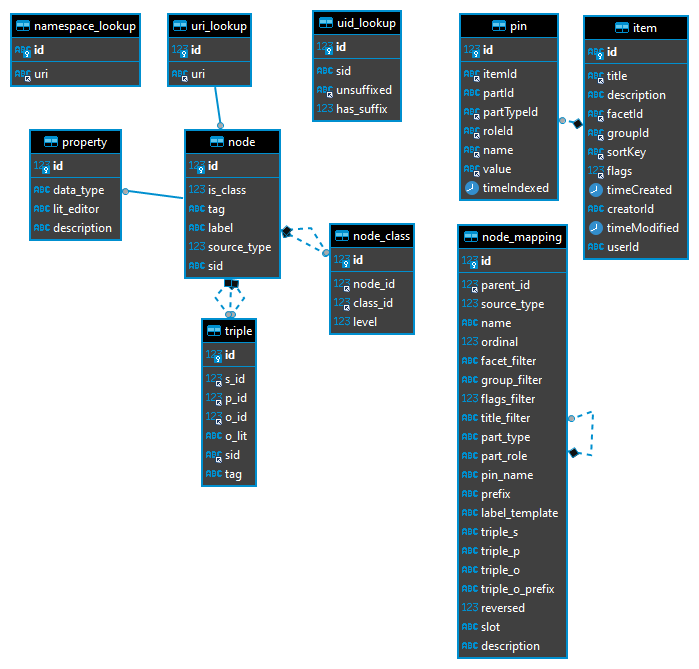 namespace_lookup
ABC id
ABC uri
uri_lookup
123 id
ABC uri
uid_lookup
ABC id
ABC sid
ABC unsuffixed
123 has_suffix
pin
123 id
ABC itemId
ABC partId
ABC partTypeId
ABC roleId
ABC name
ABC value
timeIndexed
item
ABC id
ABC title
ABC description
ABC facetId
ABC groupId
ABC sortKey
123 flags
timeCreated
ABC creatorId
timeModified
ABC userId
property
123 id
ABC data_type
ABC lit_editor
ABC description
node
123 id
123 is_class
ABC tag
ABC label
123 source_type
ABC sid
node_class
123 id
123 node_id
123 class_id
123 level
triple
123 id
123 s_id
123 p_id
123 o_id
ABC o_lit
ABC sid
ABC tag
node_mapping
123 id
123 parent_id
123 source_type
ABC name
123 ordinal
ABC facet_filter
ABC group_filter
123 flags_filter
ABC title_filter
ABC part_type
ABC part_role
ABC pin_name
ABC prefix
ABC label_template
ABC triple_s
ABC triple_p
ABC triple_o
ABC triple_o_prefix
123 reversed
ABC slot
ABC description